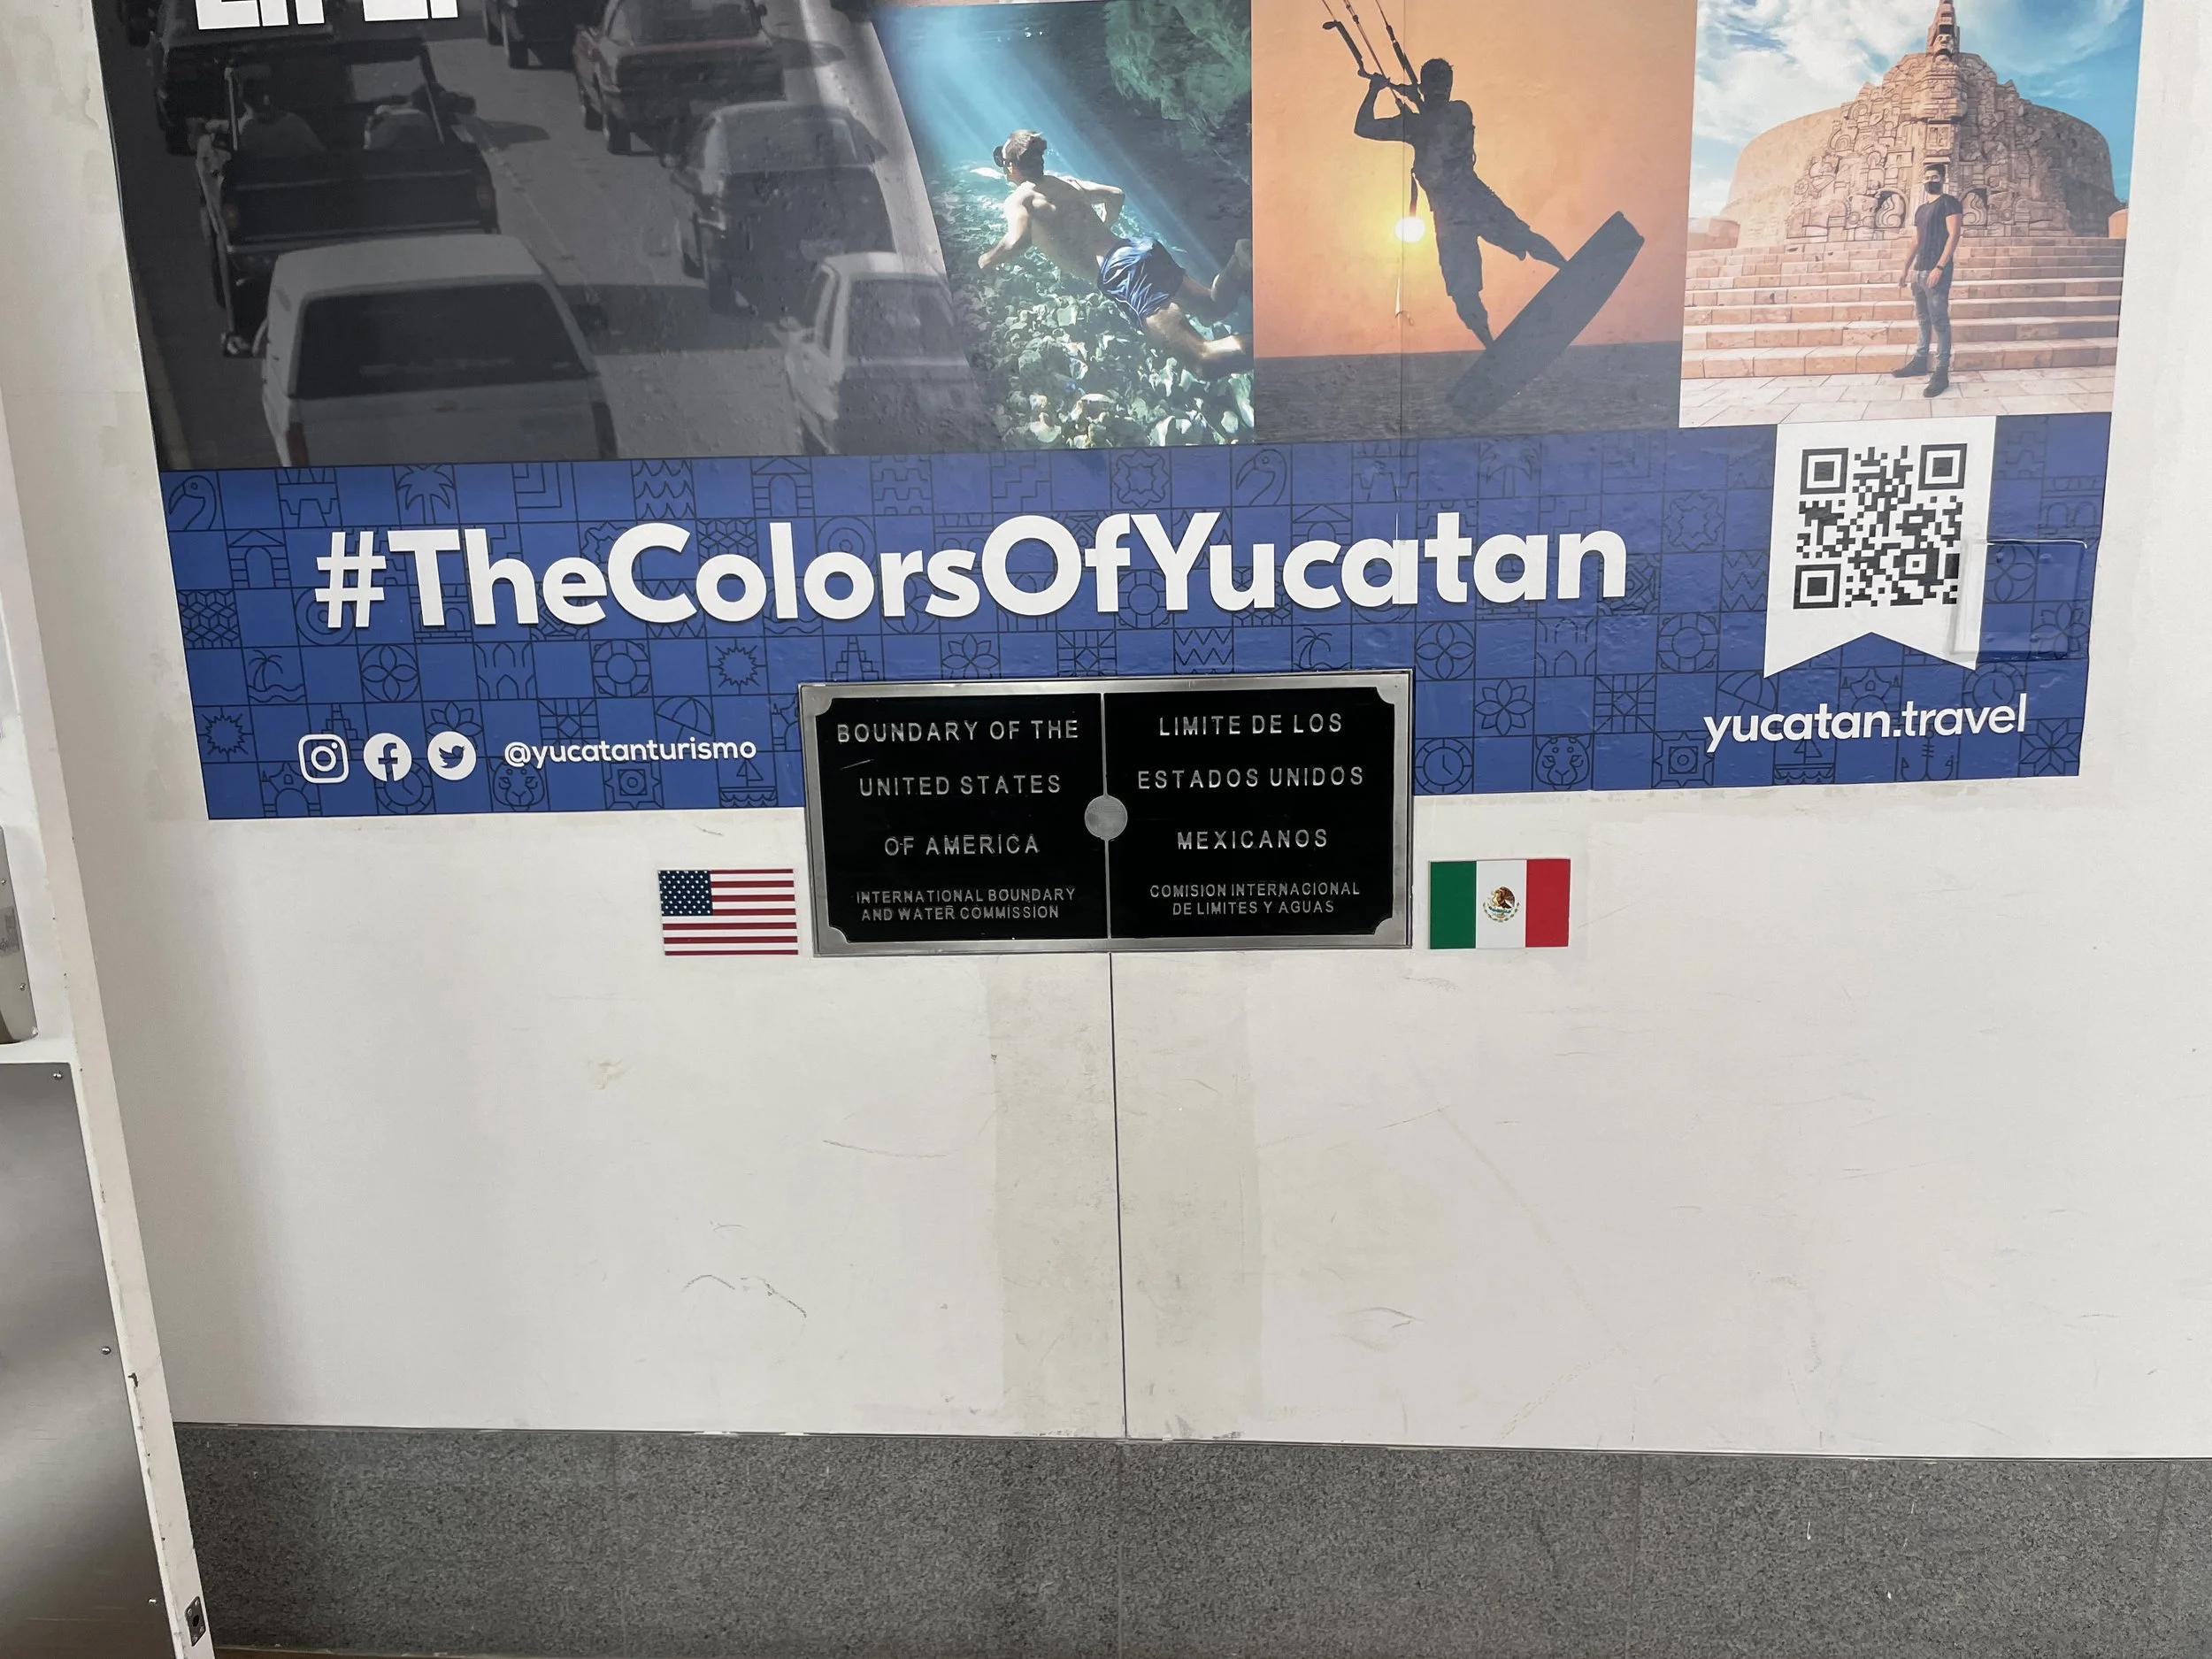 #TheColorsOfYucatan
@yucatanturismo
yucatan.travel
BOUNDARY OF THE
UNITED STATES
OF AMERICA
INTERNATIONAL BOUNDARY
AND WATER COMMISSION
LIMITE DE LOS
ESTADOS UNIDOS
MEXICANOS
COMISION INTERNACIONAL
DE LIMITES Y AGUAS